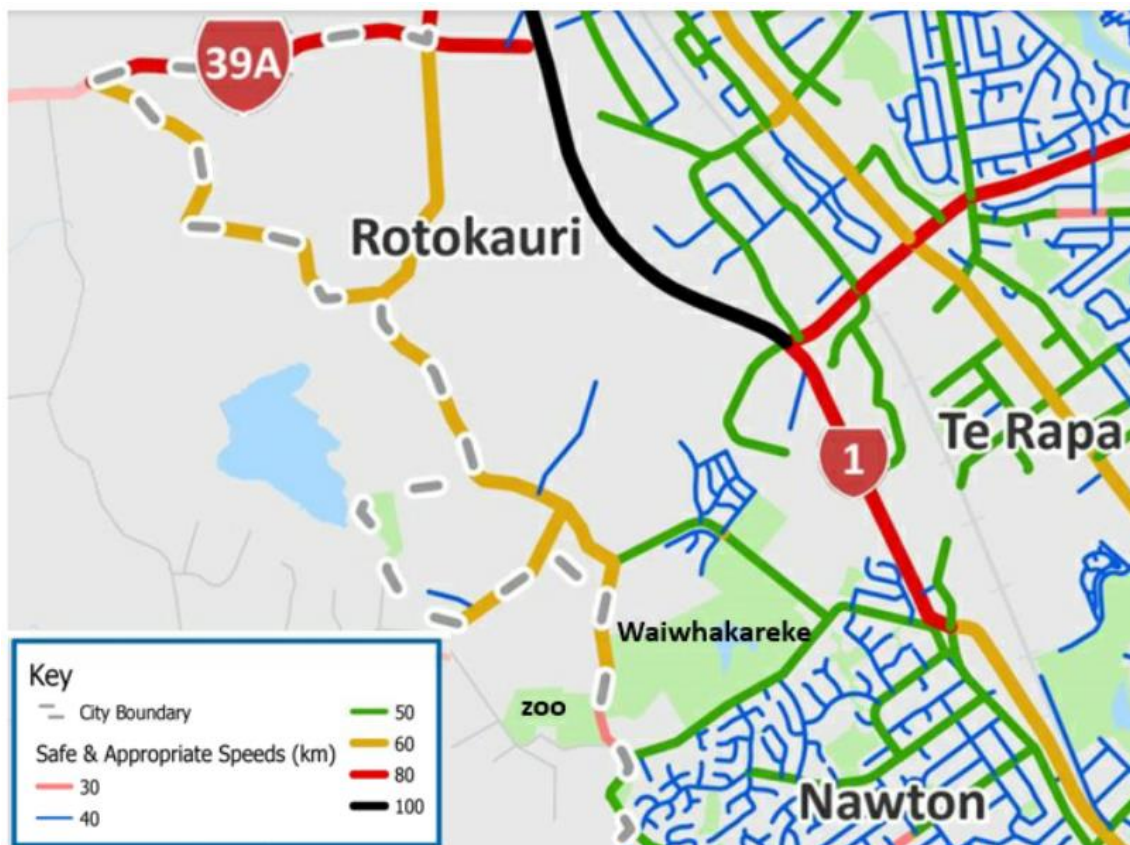 39A
Rotokauri
Te Rapa
1
Waiwhakareke
zoo
Nawton
Key
City Boundary
Safe & Appropriate Speeds (km)
30
40
50
60
80
100